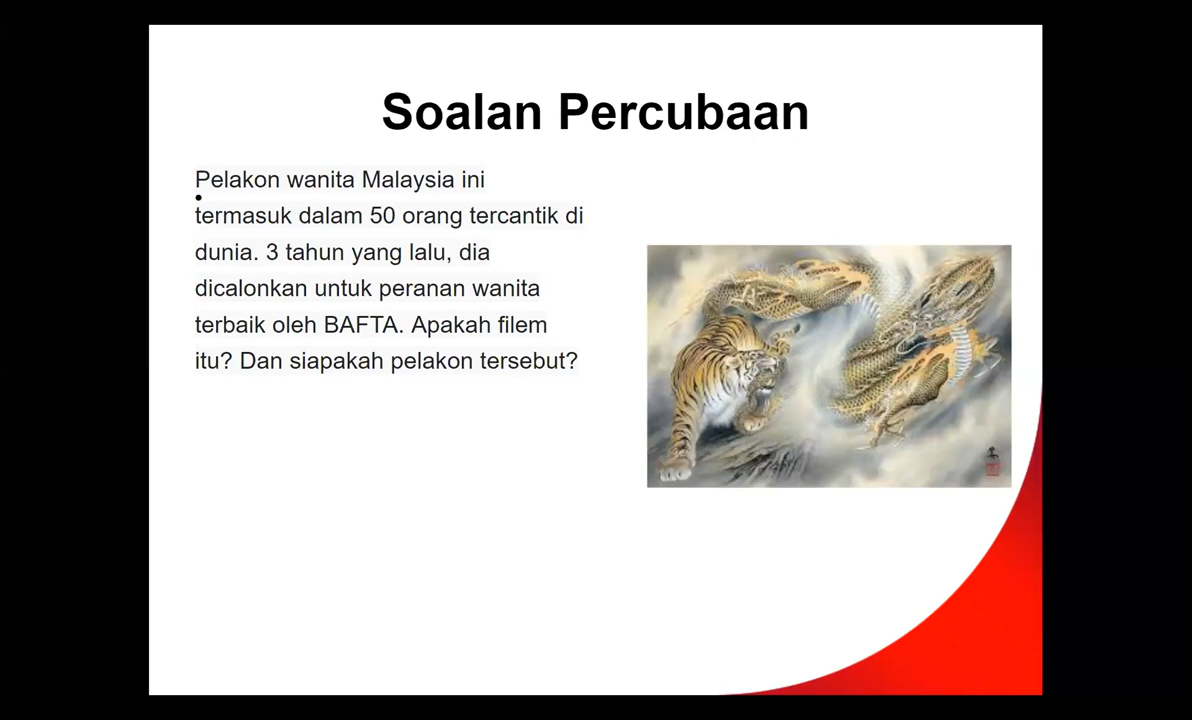 Soalan Percubaan
Pelakon wanita Malaysia ini
termasuk dalam 50 orang tercantik di
dunia. 3 tahun yang lalu, dia
dicalonkan untuk peranan wanita
terbaik oleh BAFTA. Apakah filem
itu? Dan siapakah pelakon tersebut?